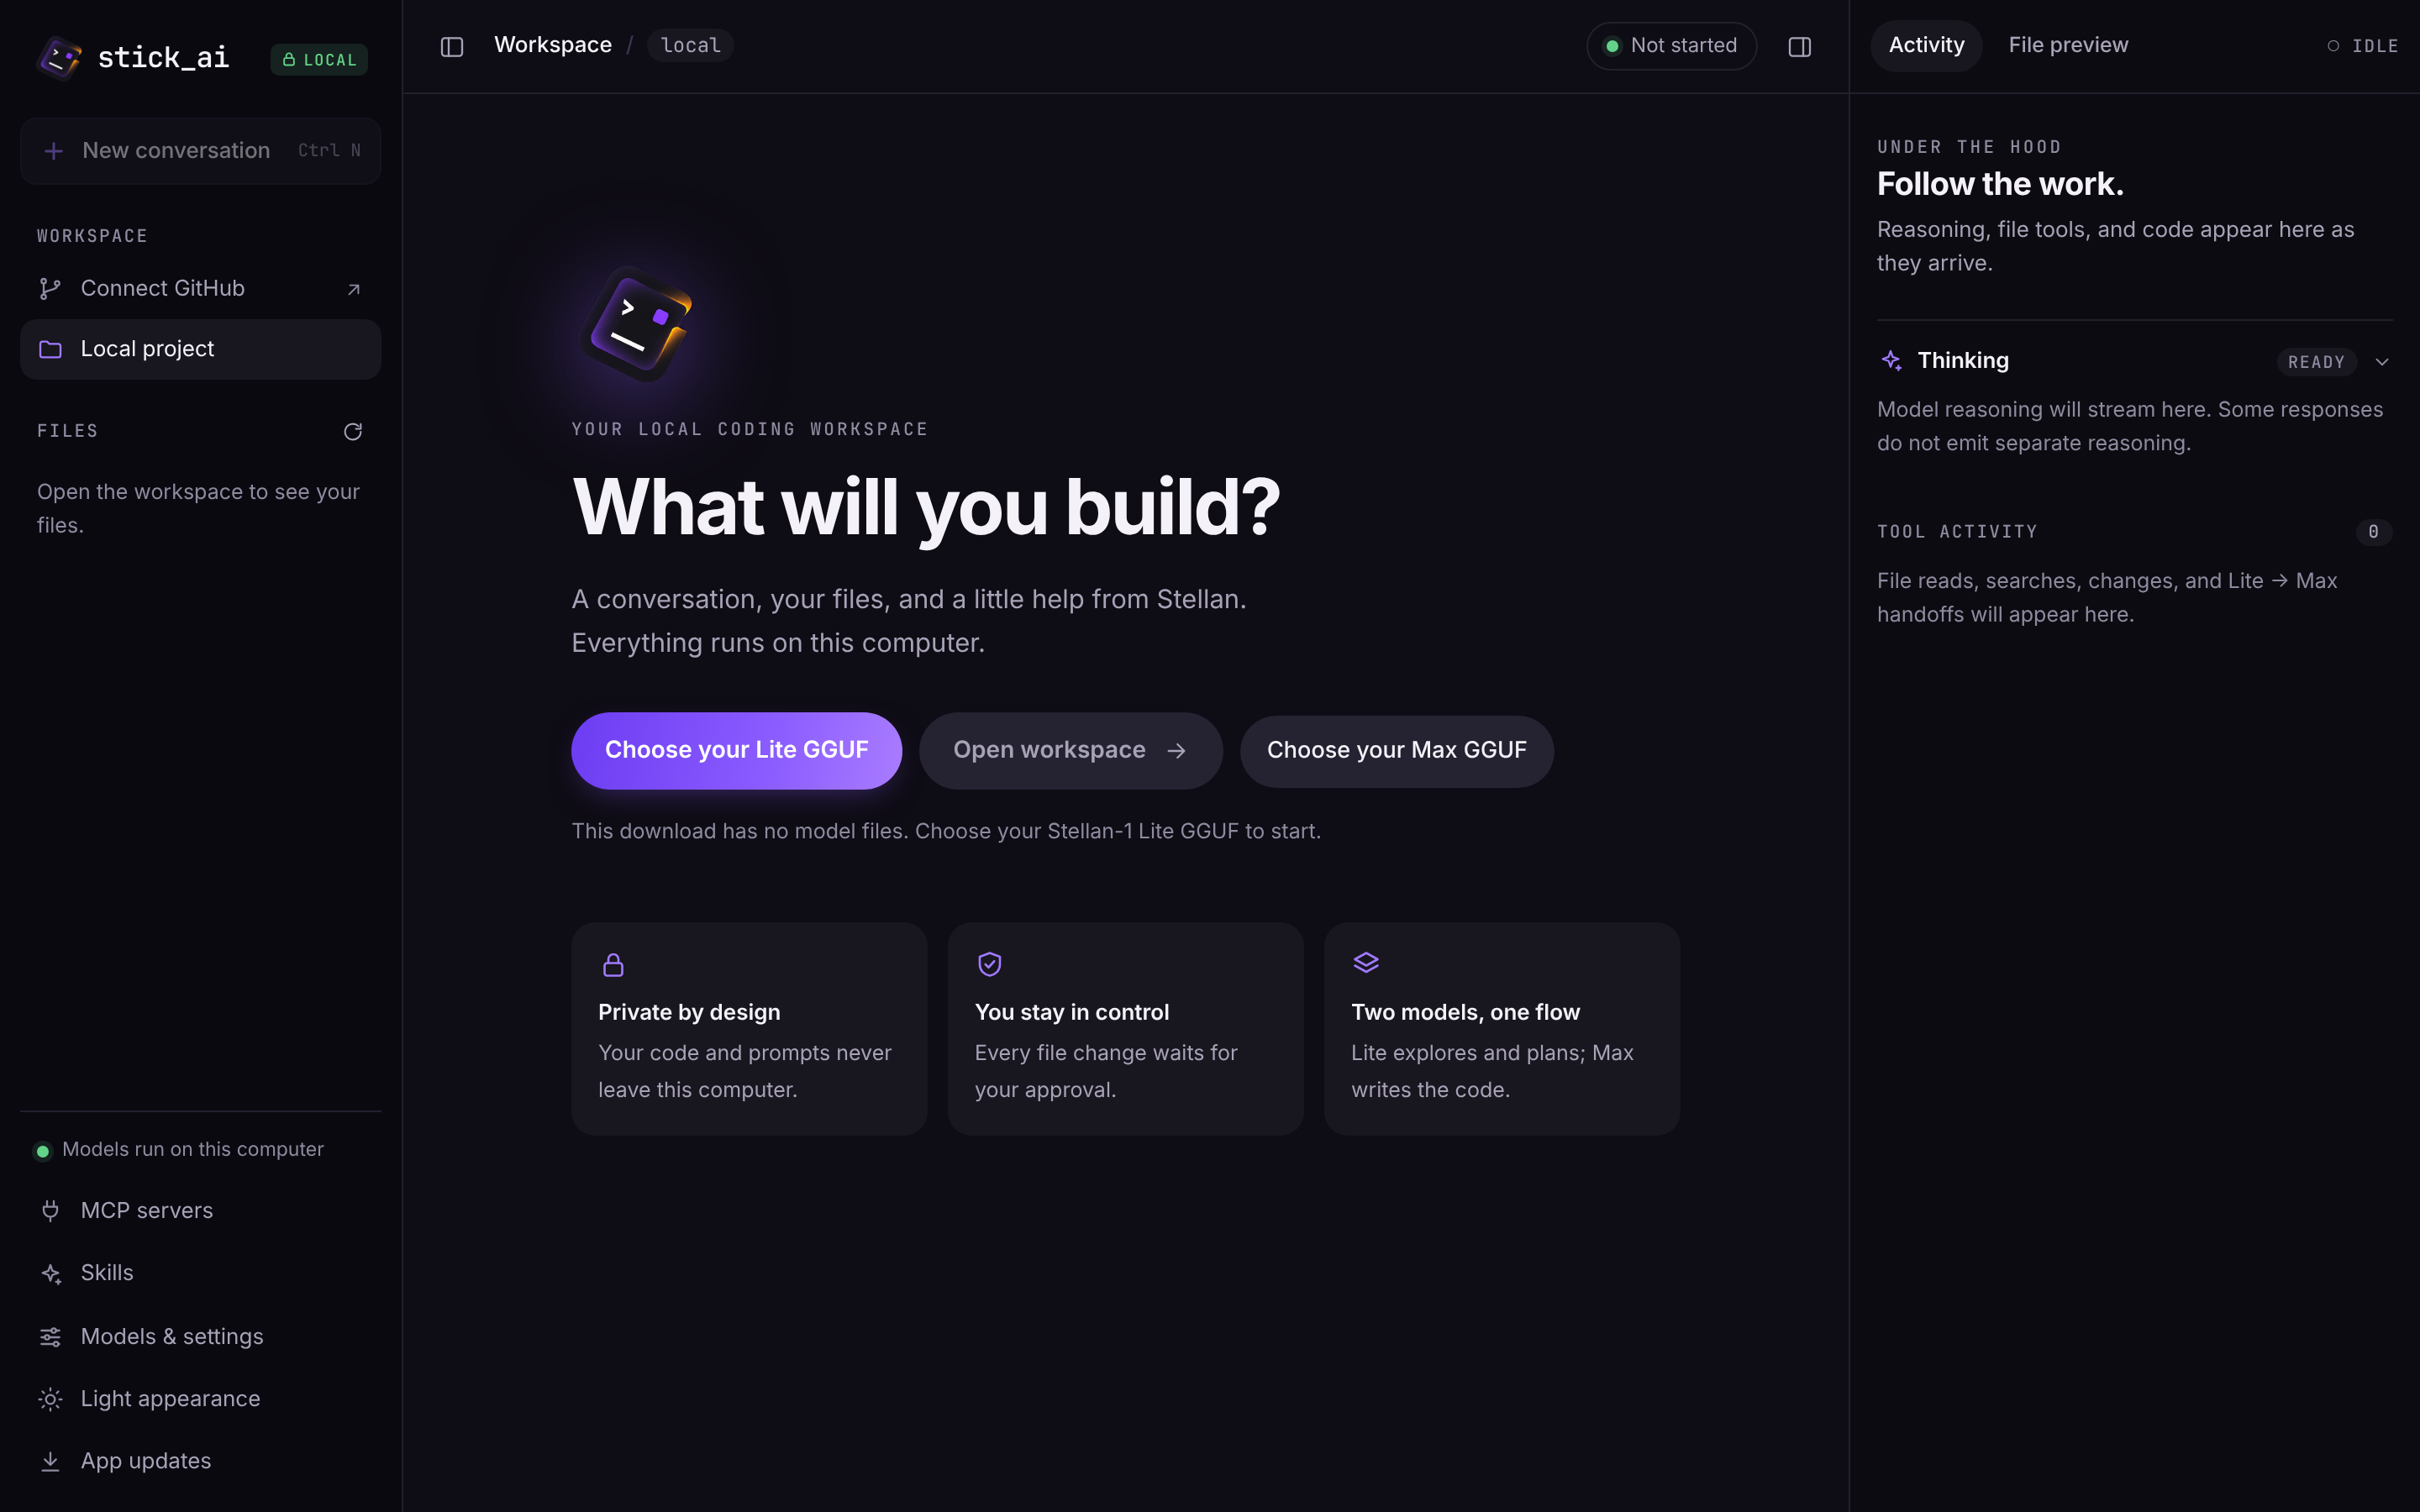 stick_ai
LOCAL
New conversation Ctrl N
WORKSPACE
Connect GitHub
Local project
FILES
Open the workspace to see your
files.
Models run on this computer
MCP servers
Skills
Models & settings
Light appearance
App updates
Workspace / local
Not started
YOUR LOCAL CODING WORKSPACE
What will you build?
A conversation, your files, and a little help from Stellan.
Everything runs on this computer.
Choose your Lite GGUF
Open workspace →
Choose your Max GGUF
This download has no model files. Choose your Stellan-1 Lite GGUF to start.
Private by design
Your code and prompts never
leave this computer.
You stay in control
Every file change waits for
your approval.
Two models, one flow
Lite explores and plans; Max
writes the code.
Activity
File preview
IDLE
UNDER THE HOOD
Follow the work.
Reasoning, file tools, and code appear here as
they arrive.
Thinking
READY
Model reasoning will stream here. Some responses
do not emit separate reasoning.
TOOL ACTIVITY
0
File reads, searches, changes, and Lite → Max
handoffs will appear here.